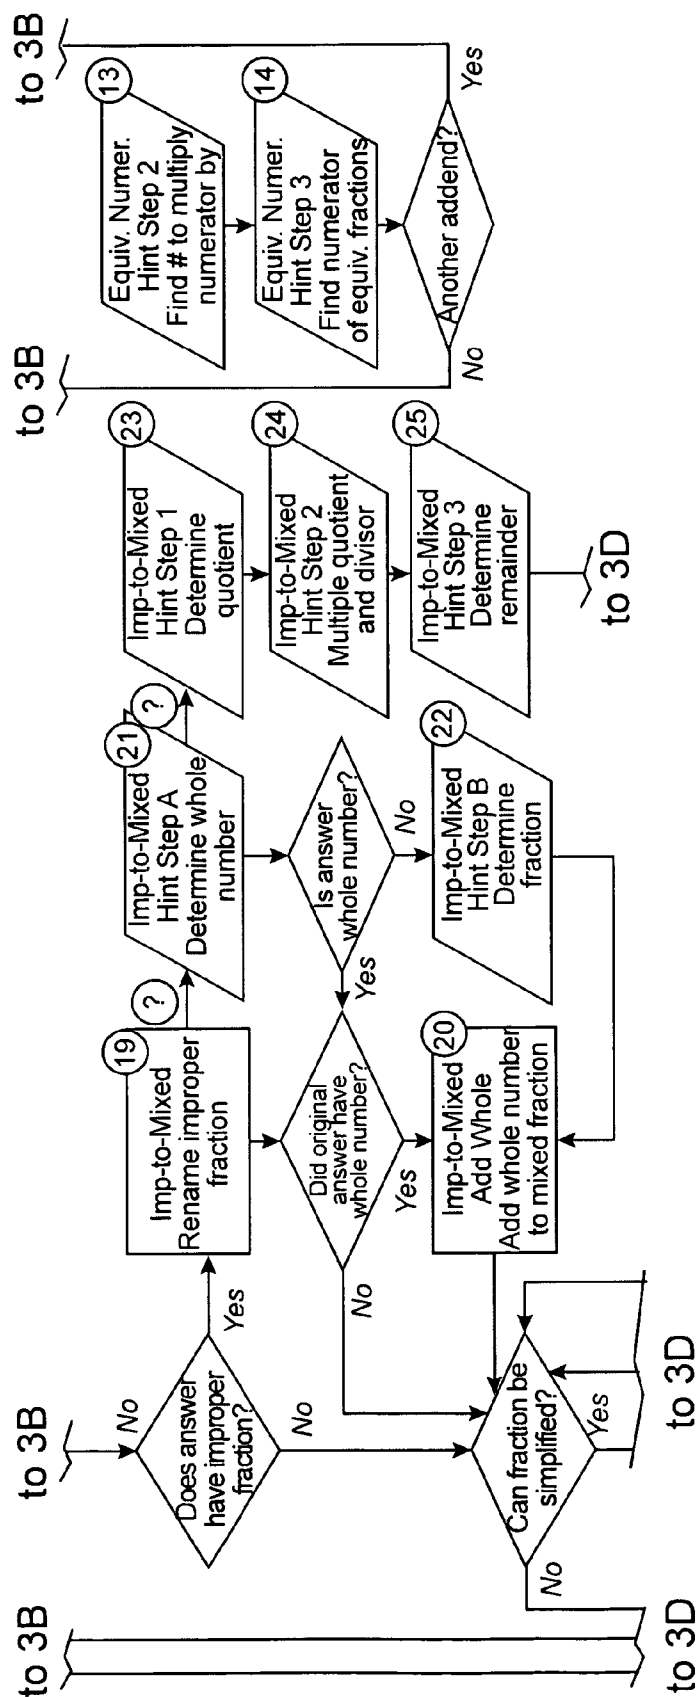 to 3B
to 3B
to 3B
to 3B
No
Does answer
have improper
fraction?
Yes
No
19
Imp-to-Mixed
Rename improper
fraction
?
21
Imp-to-Mixed
Hint Step A
Determine whole
number
?
23
Imp-to-Mixed
Hint Step 1
Determine
quotient
13
Equiv. Numer.
Hint Step 2
Find # to multiply
numerator by
Did original
answer have
whole number?
No
Yes
Is answer
whole number?
Yes
No
24
Imp-to-Mixed
Hint Step 2
Multiple quotient
and divisor
14
Equiv. Numer.
Hint Step 3
Find numerator
of equiv. fractions
20
Imp-to-Mixed
Add Whole
Add whole number
to mixed fraction
22
Imp-to-Mixed
Hint Step B
Determine
fraction
25
Imp-to-Mixed
Hint Step 3
Determine
remainder
Another addend?
No
Yes
Can fraction be
simplified?
No
Yes
to 3D
to 3D
to 3D